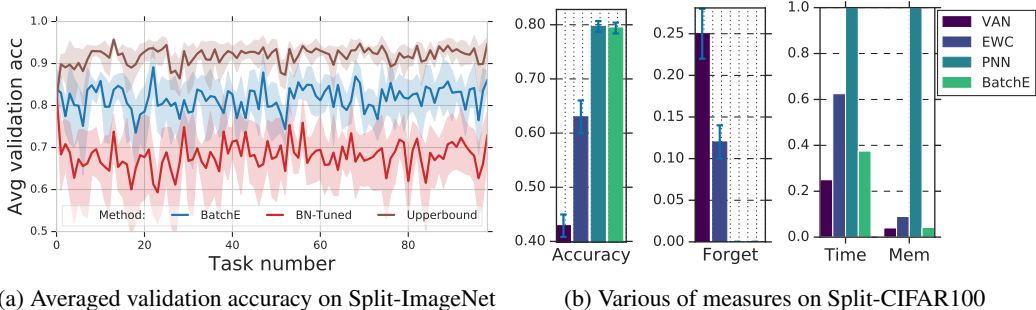 1.0
0.9
0.8
0.7
0.6
0.5
Avg validation acc
Method: BatchE BN-Tuned Upperbound
0 20 40 60 80
Task number
(a) Averaged validation accuracy on Split-ImageNet
0.80
0.70
0.60
0.50
0.40
Accuracy
0.25
0.20
0.15
0.10
0.05
0.00
Forget
1.0
0.8
0.6
0.4
0.2
0.0
Time Mem
VAN
EWC
PNN
BatchE
(b) Various of measures on Split-CIFAR100